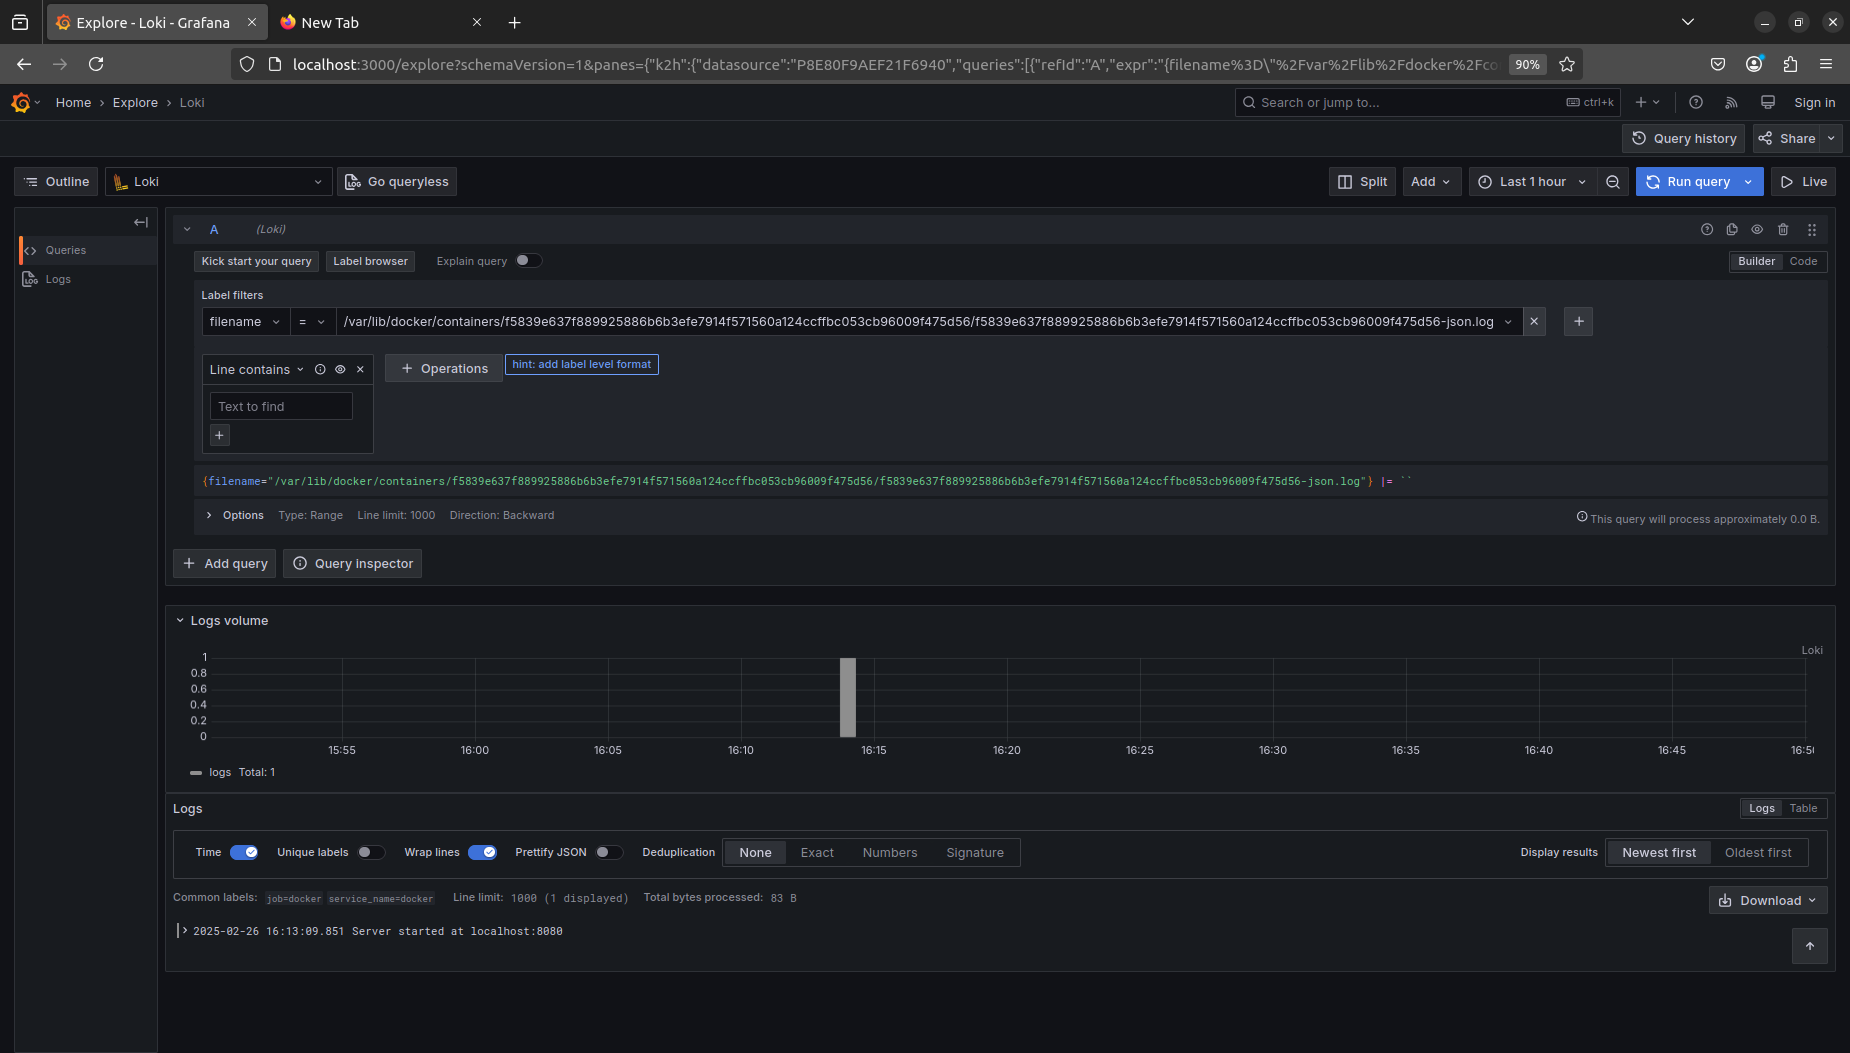 Explore - Loki - Grafana
New Tab
localhost:3000/explore?schemaVersion=1&panes={"k2h":{"datasource":"P8E80F9AEF21F6940","queries":[{"refId":"A","expr":"{filename%3D\"%2Fvar%2Flib%2Fdocker%2Fco
90%
Home › Explore › Loki
Search or jump to...
ctrl+k
Sign in
Query history
Share
Outline
Loki
Go queryless
Split
Add
Last 1 hour
Run query
Live
Queries
Logs
A
(Loki)
Kick start your query
Label browser
Explain query
Builder
Code
Label filters
filename
=
/var/lib/docker/containers/f5839e637f889925886b6b3efe7914f571560a124ccffbc053cb96009f475d56/f5839e637f889925886b6b3efe7914f571560a124ccffbc053cb96009f475d56-json.log
Line contains
Operations
hint: add label level format
Text to find
{filename="/var/lib/docker/containers/f5839e637f889925886b6b3efe7914f571560a124ccffbc053cb96009f475d56/f5839e637f889925886b6b3efe7914f571560a124ccffbc053cb96009f475d56-json.log"} |= ``
Options
Type: Range
Line limit: 1000
Direction: Backward
This query will process approximately 0.0 B.
Add query
Query inspector
Logs volume
Loki
1
0.8
0.6
0.4
0.2
0
15:55
16:00
16:05
16:10
16:15
16:20
16:25
16:30
16:35
16:40
16:45
16:50
logs Total: 1
Logs
Logs
Table
Time
Unique labels
Wrap lines
Prettify JSON
Deduplication
None
Exact
Numbers
Signature
Display results
Newest first
Oldest first
Common labels: job=docker service_name=docker
Line limit: 1000 (1 displayed)
Total bytes processed: 83 B
Download
2025-02-26 16:13:09.851 Server started at localhost:8080